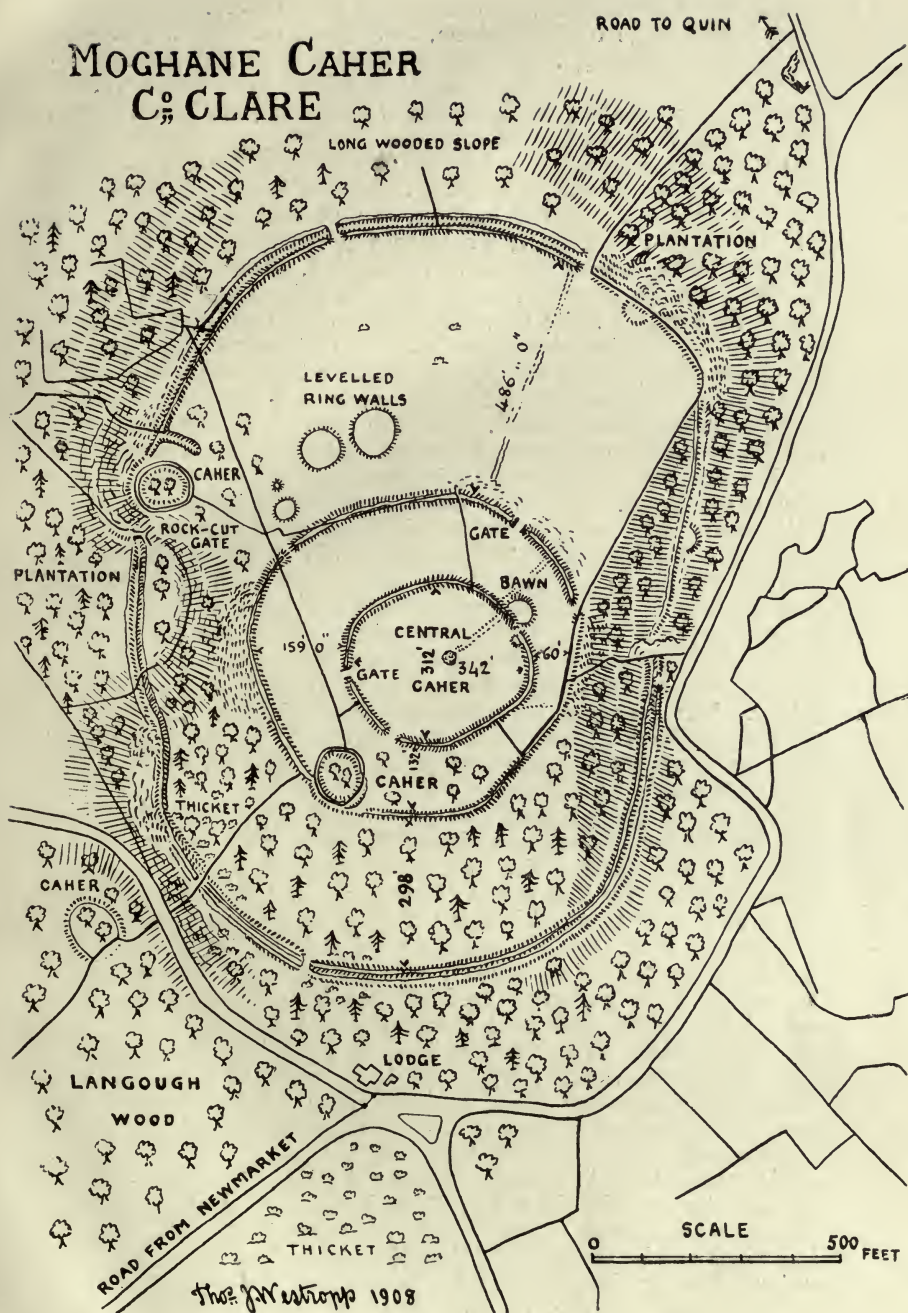 ROAD TO QUIN
MOGHANE CAHER
Co. CLARE
LONG WOODED SLOPE
PLANTATION
486' " 0"
LEVELLED
RING WALLS
CAHER
ROCK-CUT
GATE
GATE
PLANTATION
BAWN
CENTRAL
312'
342'
CAHER
159' 0"
60'
GATE
132'
CAHER
THICKET
298'
CAHER
LODGE
LANGOUGH
WOOD
ROAD FROM NEWMARKET
THICKET
SCALE
0 500 FEET
Thos. J Westropp 1908